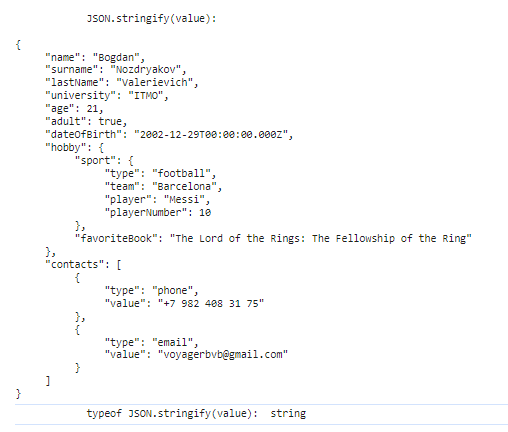 JSON.stringify(value):
{
"name": "Bogdan",
"surname": "Nozdryakov",
"lastName": "Valerievich",
"university": "ITMO",
"age": 21,
"adult": true,
"dateOfBirth": "2002-12-29T00:00:00.000Z",
"hobby": {
"sport": {
"type": "football",
"team": "Barcelona",
"player": "Messi",
"playerNumber": 10
},
"favoriteBook": "The Lord of the Rings: The Fellowship of the Ring"
},
"contacts": [
{
"type": "phone",
"value": "+7 982 408 31 75"
},
{
"type": "email",
"value": "voyagerbvb@gmail.com"
}
]
}
typeof JSON.stringify(value): string